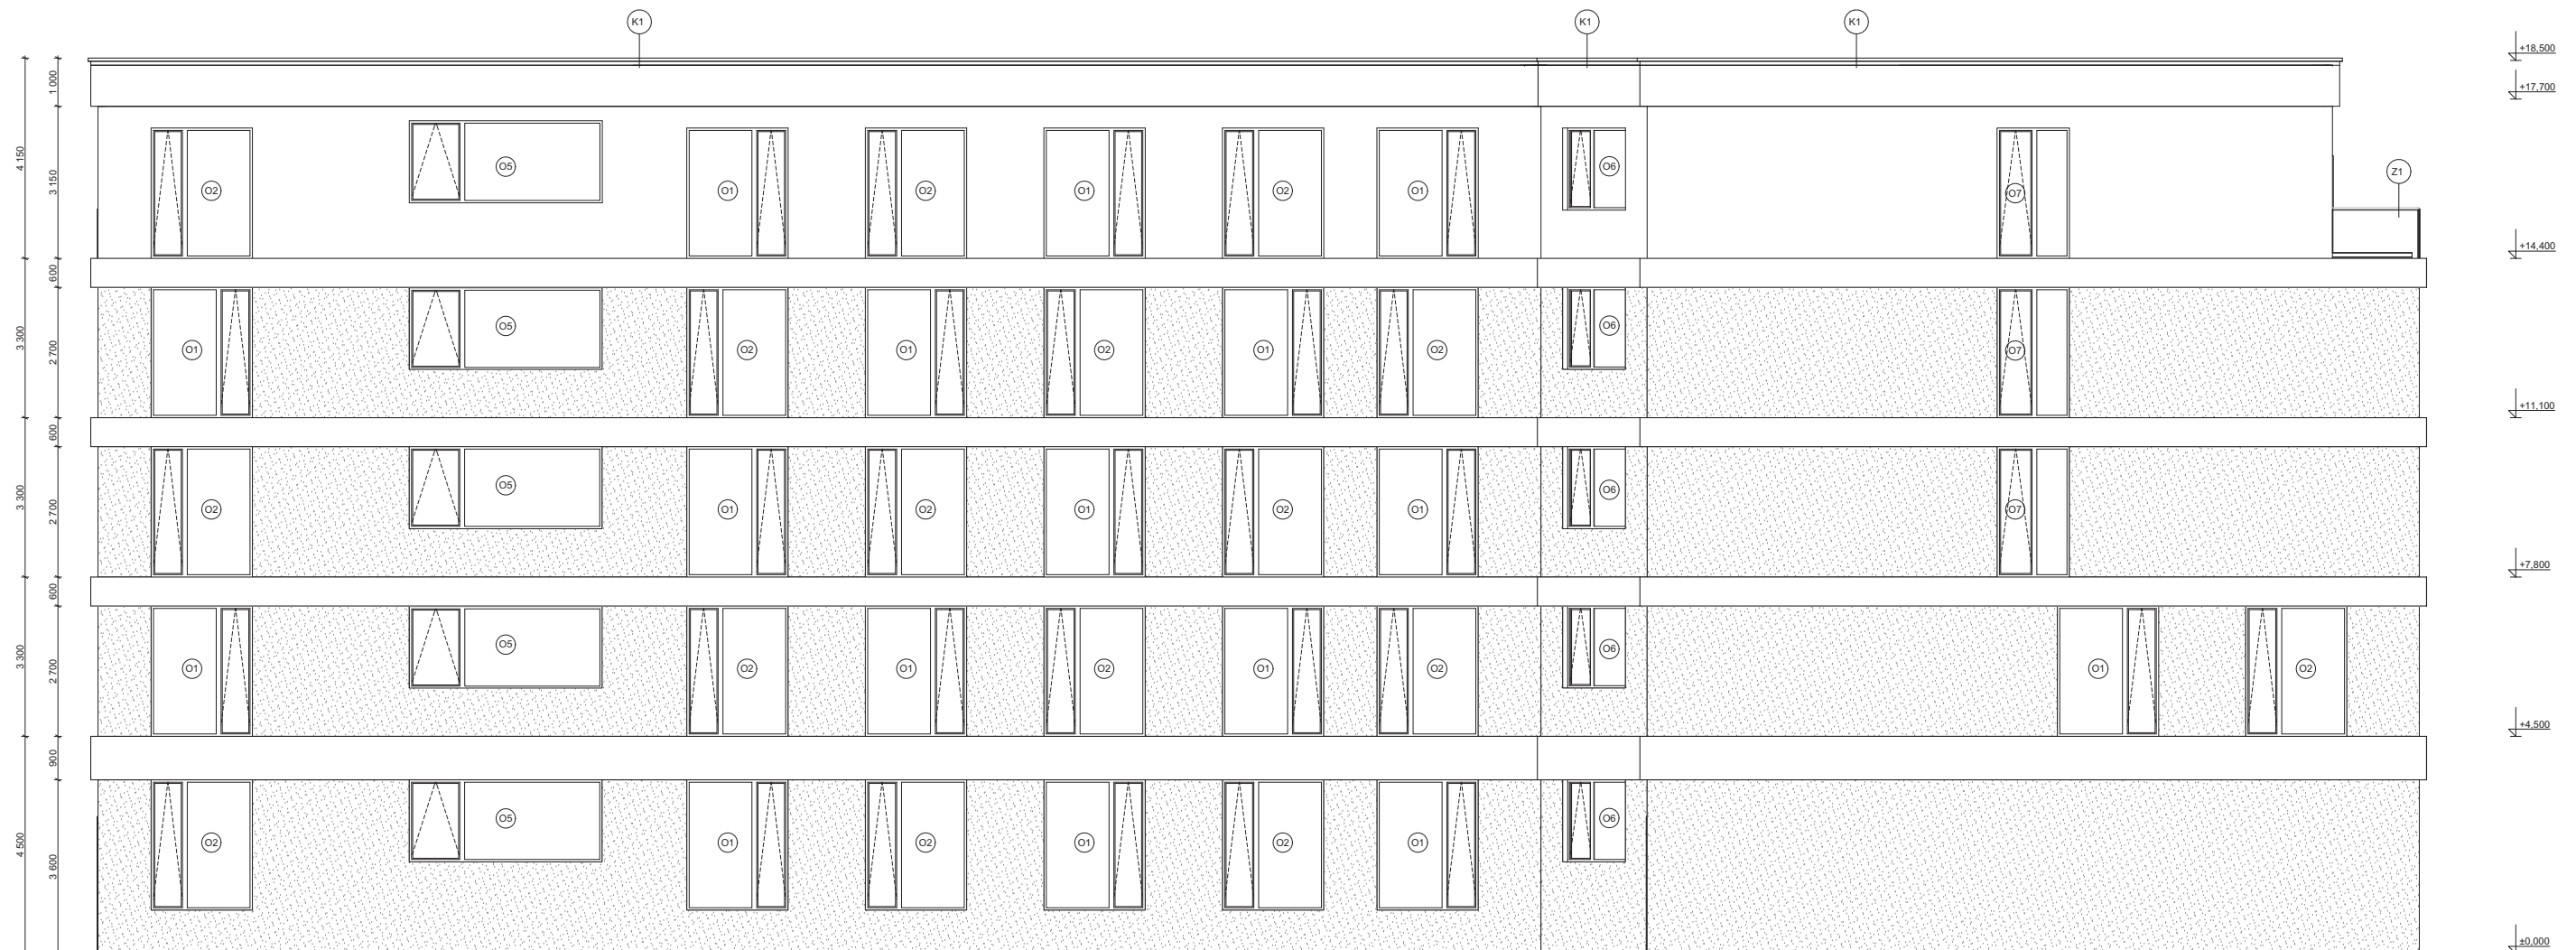 K1
K1
K1
+18,500
1 000
+17,700
4 150
3 150
O2
O5
O1
O2
O1
O2
O1
O6
O7
Z1
+14,400
600
3 300
2 700
O1
O5
O2
O1
O2
O1
O2
O6
O7
+11,100
600
3 300
2 700
O2
O5
O1
O2
O1
O2
O1
O6
O7
+7,800
600
3 300
2 700
O1
O5
O2
O1
O2
O1
O2
O6
O1
O2
+4,500
900
4 500
3 600
O2
O5
O1
O2
O1
O2
O1
O6
±0,000